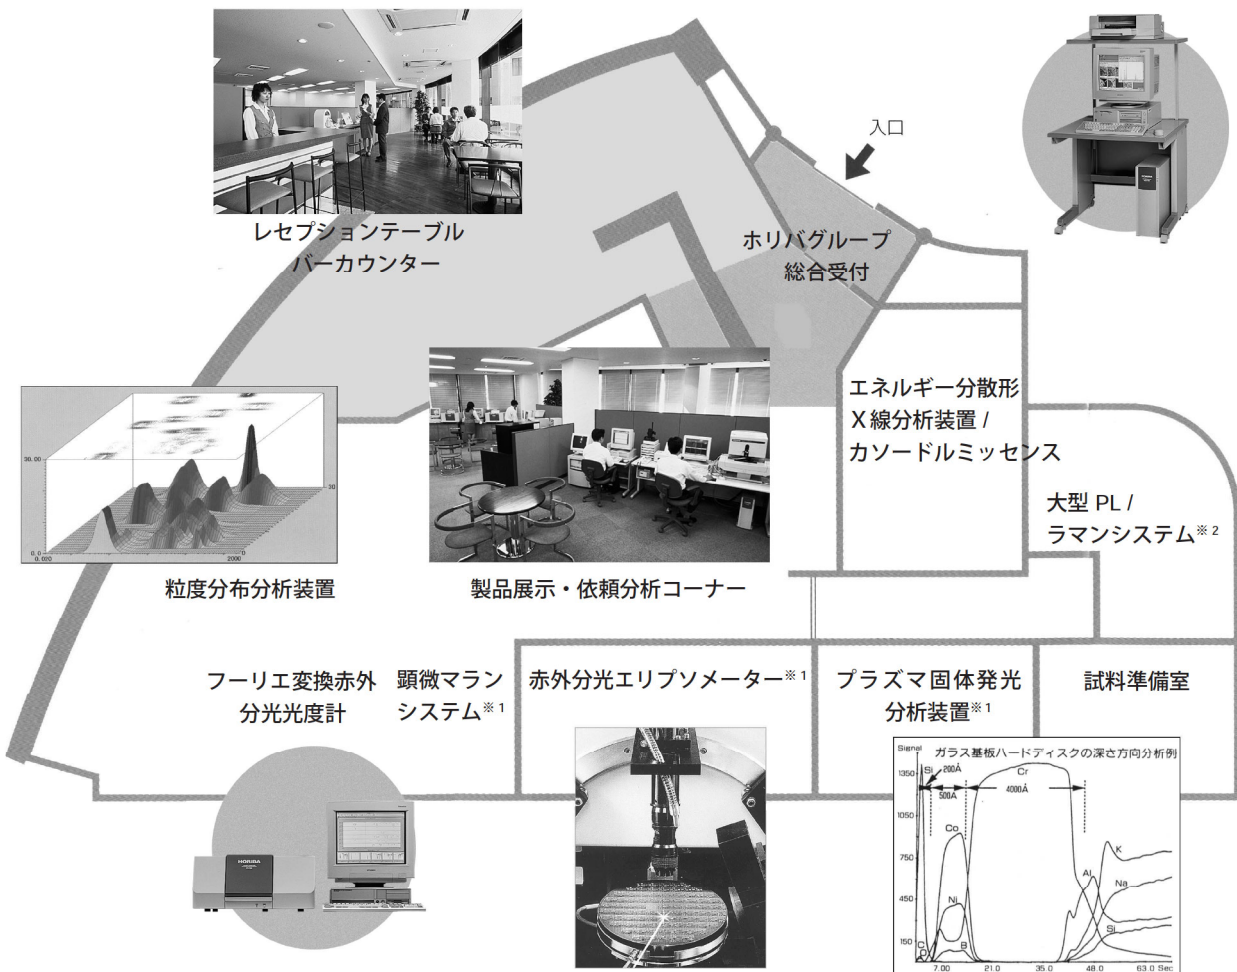 入口
レセプションテーブル
バーカウンター
ホリバグループ
総合受付
エネルギー分散形
X線分析装置 /
カソードルミッセンス
大型 PL /
ラマンシステム※2
30.00
30
0.0
0.020
2000
0
粒度分布分析装置
製品展示・依頼分析コーナー
フーリエ変換赤外
分光光度計
顕微マラン
システム※1
赤外分光エリプソメーター※1
プラズマ固体発光
分析装置※1
試料準備室
HORIBA
Signal
ガラス基板ハードディスクの深さ方向分析例
1350
Si
200Å
Cr
500Å
4000Å
1050
Co
750
K
Al
Na
450
Ni
Si
150
C
O
B
7.00
21.0
35.0
48.0
63.0 Sec